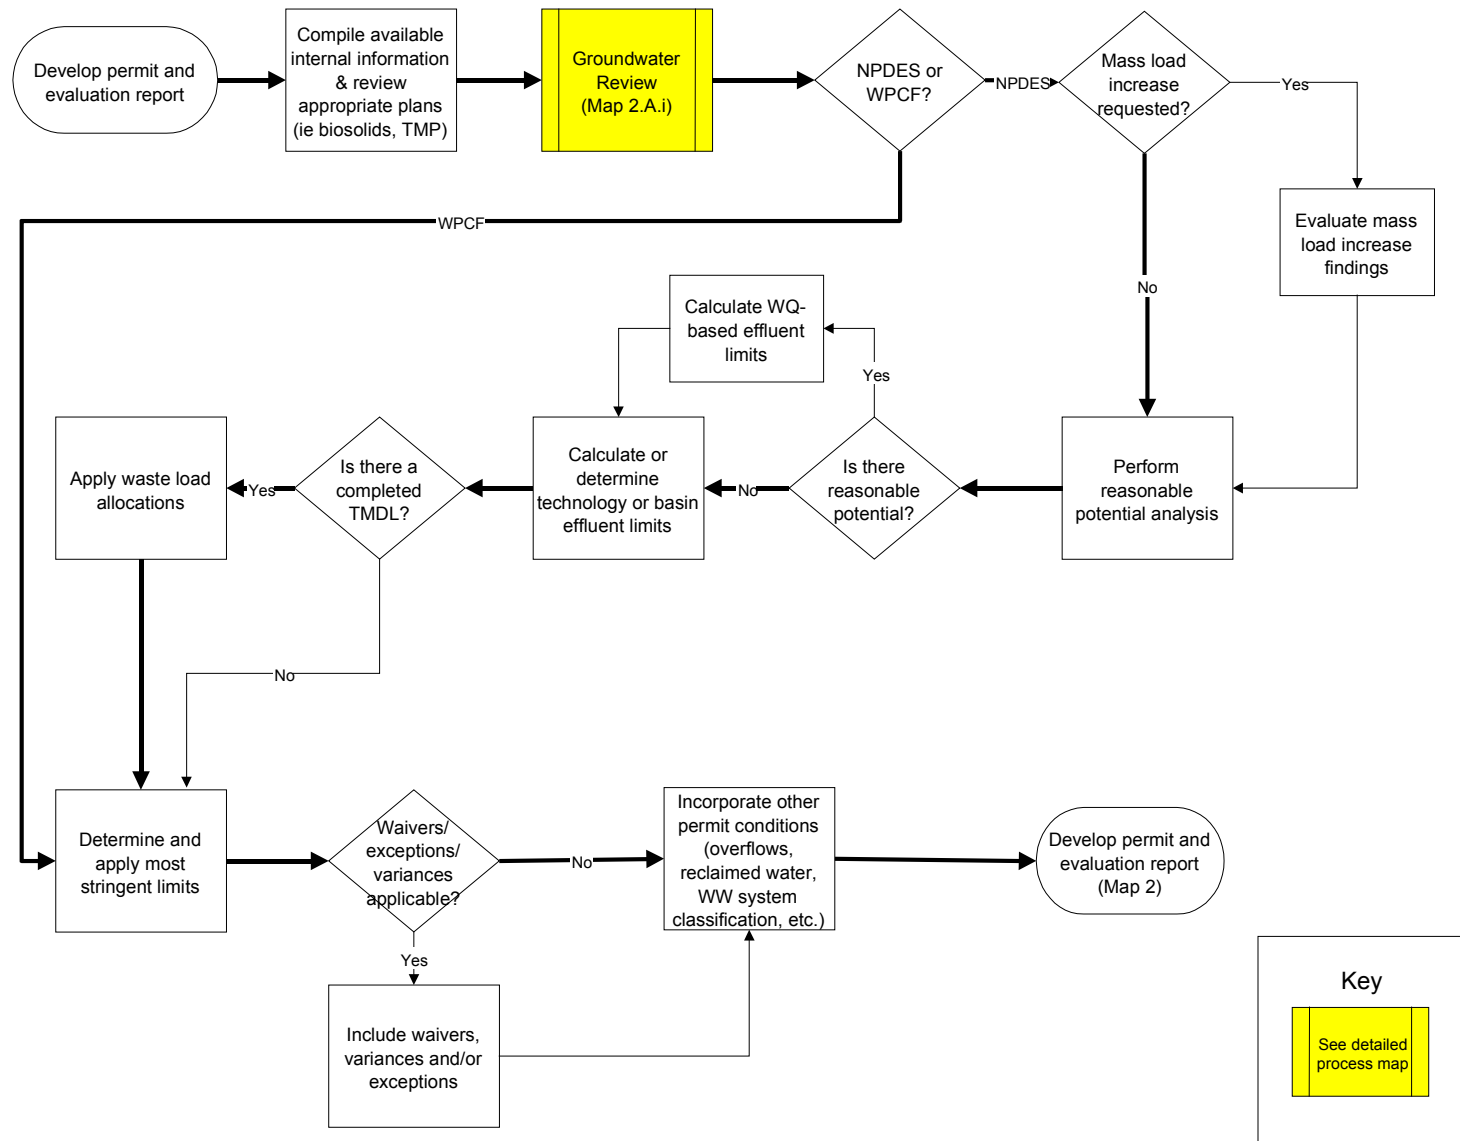 Develop permit and
evaluation report
Compile available
internal information
& review
appropriate plans
(ie biosolids, TMP)
Groundwater
Review
(Map 2.A.i)
NPDES or
WPCF?
NPDES
Mass load
increase
requested?
Yes
WPCF
No
Evaluate mass
load increase
findings
Calculate WQ-
based effluent
limits
Yes
Apply waste load
allocations
Yes
Is there a
completed
TMDL?
Calculate or
determine
technology or basin
effluent limits
No
Is there
reasonable
potential?
Perform
reasonable
potential analysis
No
Determine and
apply most
stringent limits
Waivers/
exceptions/
variances
applicable?
No
Incorporate other
permit conditions
(overflows,
reclaimed water,
WW system
classification, etc.)
Develop permit and
evaluation report
(Map 2)
Yes
Include waivers,
variances and/or
exceptions
Key
See detailed
process map